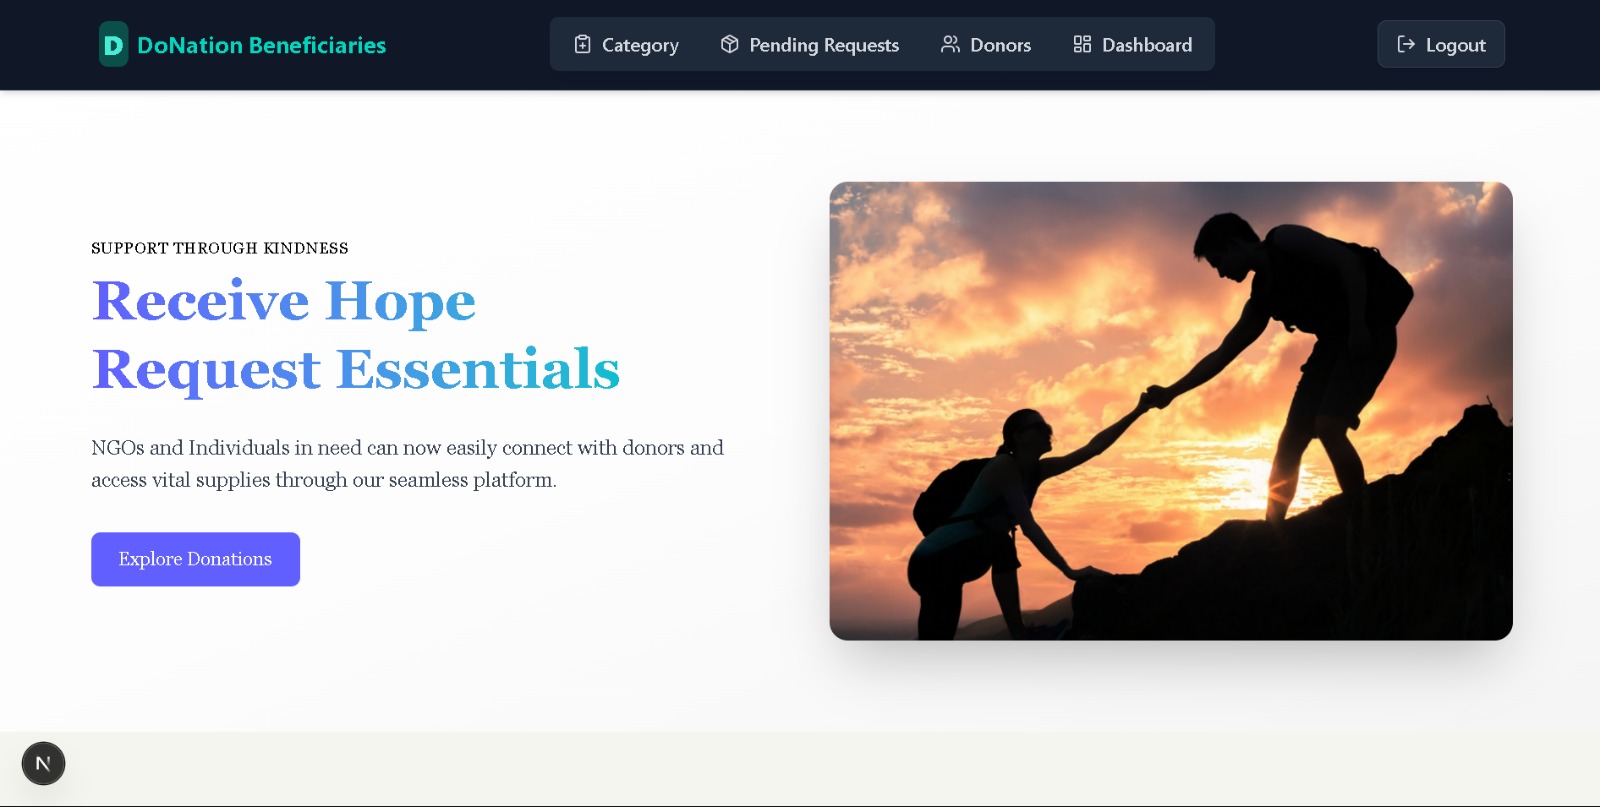 D DoNation Beneficiaries Category Pending Requests Donors Dashboard Logout
SUPPORT THROUGH KINDNESS
Receive Hope
Request Essentials
NGOs and Individuals in need can now easily connect with donors and
access vital supplies through our seamless platform.
Explore Donations
N